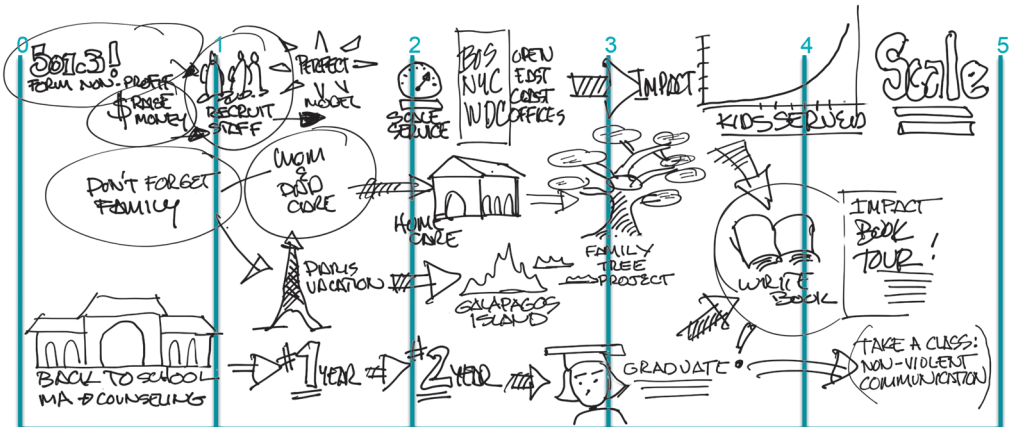 0 1 2 3 4 5
501c3!
FORM NON-PROFIT
$ RAISE
MONEY
RECRUIT
STAFF
PERFECT
MODEL
SCALE
SERVICE
BOS
NYC
WDC
OPEN
EAST
COAST
OFFICES
IMPACT
KIDS SERVED
Scale
DON'T FORGET
FAMILY
MOM
&
DAD
CARE
HOME
CARE
FAMILY
TREE
PROJECT
WRITE
BOOK
IMPACT
BOOK
TOUR!
PARIS
VACATION
GALAPAGOS
ISLAND
BACK TO SCHOOL
MA → COUNSELING
#1 YEAR
#2 YEAR
GRADUATE
TAKE A CLASS:
NON-VIOLENT
COMMUNICATION